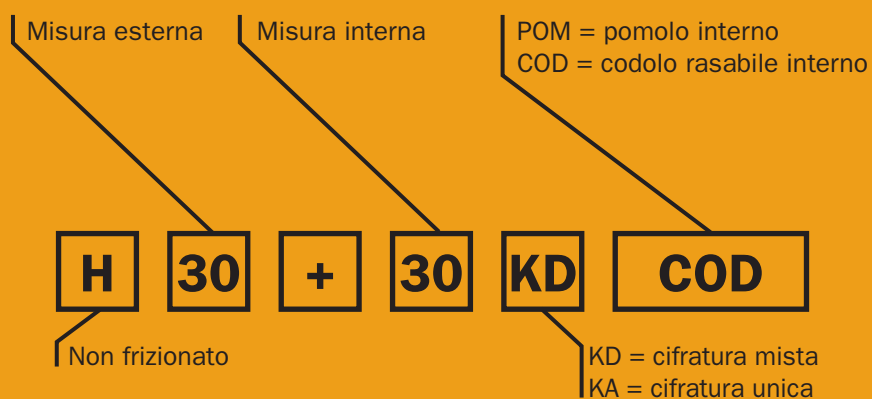 Misura esterna
Misura interna
POM = pomolo interno
COD = codolo rasabile interno
H 30 + 30 KD COD
Non frizionato
KD = cifratura mista
KA = cifratura unica